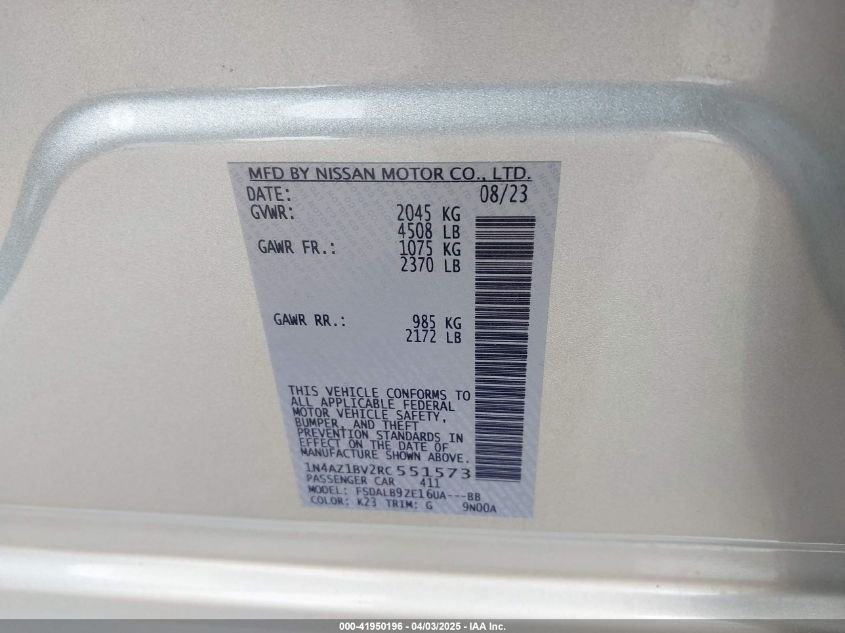 MFD BY NISSAN MOTOR CO., LTD.
DATE: 08/23
GVWR: 2045 KG
4508 LB
GAWR FR.: 1075 KG
2370 LB
GAWR RR.: 985 KG
2172 LB
THIS VEHICLE CONFORMS TO
ALL APPLICABLE FEDERAL
MOTOR VEHICLE SAFETY,
BUMPER, AND THEFT
PREVENTION STANDARDS IN
EFFECT ON THE DATE OF
MANUFACTURE SHOWN ABOVE.
1N4AZ1BV2RC551573
PASSENGER CAR 411
MODEL: FSDALB9ZE16UA---BB
COLOR: K23 TRIM: G 9N00A
000-41950196 - 04/03/2025 - IAA Inc.